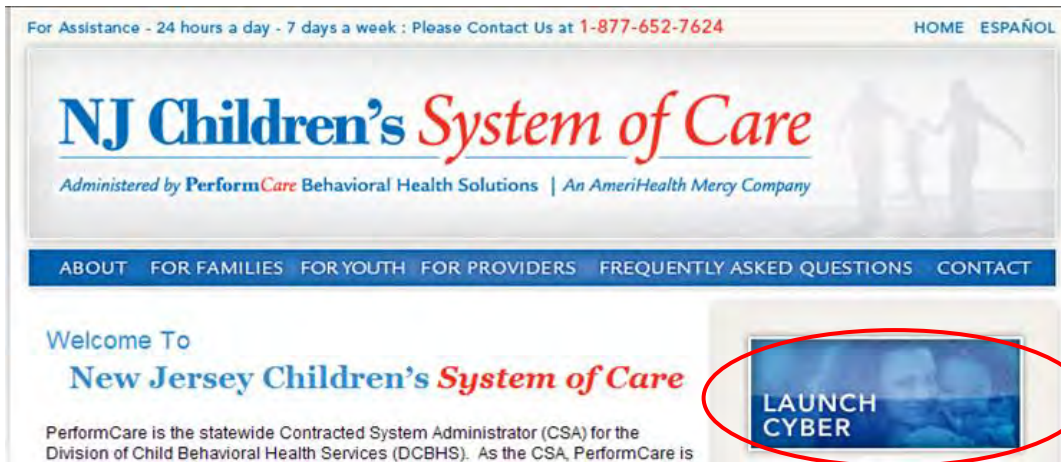 For Assistance - 24 hours a day - 7 days a week : Please Contact Us at 1-877-652-7624 HOME ESPAÑOL
NJ Children's System of Care
Administered by PerformCare Behavioral Health Solutions | An AmeriHealth Mercy Company
ABOUT FOR FAMILIES FOR YOUTH FOR PROVIDERS FREQUENTLY ASKED QUESTIONS CONTACT
Welcome To
New Jersey Children's System of Care
LAUNCH
CYBER
PerformCare is the statewide Contracted System Administrator (CSA) for the
Division of Child Behavioral Health Services (DCBHS). As the CSA, PerformCare is